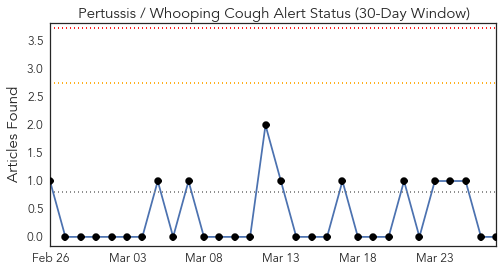 Pertussis / Whooping Cough Alert Status (30-Day Window)
Articles Found
3.5
3.0
2.5
2.0
1.5
1.0
0.5
0.0
Feb 26 Mar 03 Mar 08 Mar 13 Mar 18 Mar 23